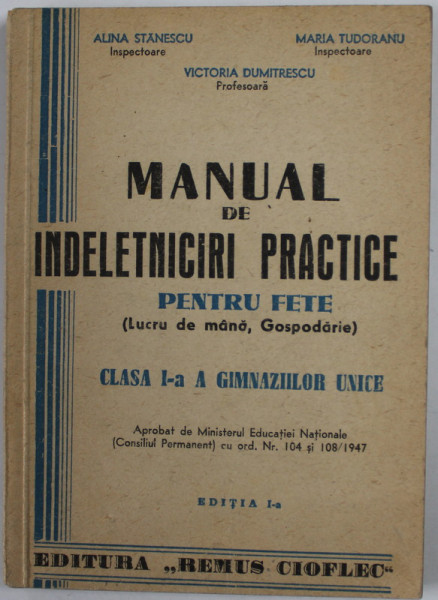 ALINA STĂNESCU MARIA TUDORANU
Inspectoare Inspectoare
VICTORIA DUMITRESCU
Profesoară
MANUAL
DE
INDELETNICIRI PRACTICE
PENTRU FETE
(Lucru de mână, Gospodărie)
CLASA I-a A GIMNAZIILOR UNICE
Aprobat de Ministerul Educației Naționale
(Consiliul Permanent) cu ord. Nr. 104 și 108/1947
EDIȚIA I-a
EDITURA „REMUS CIOFLEC"